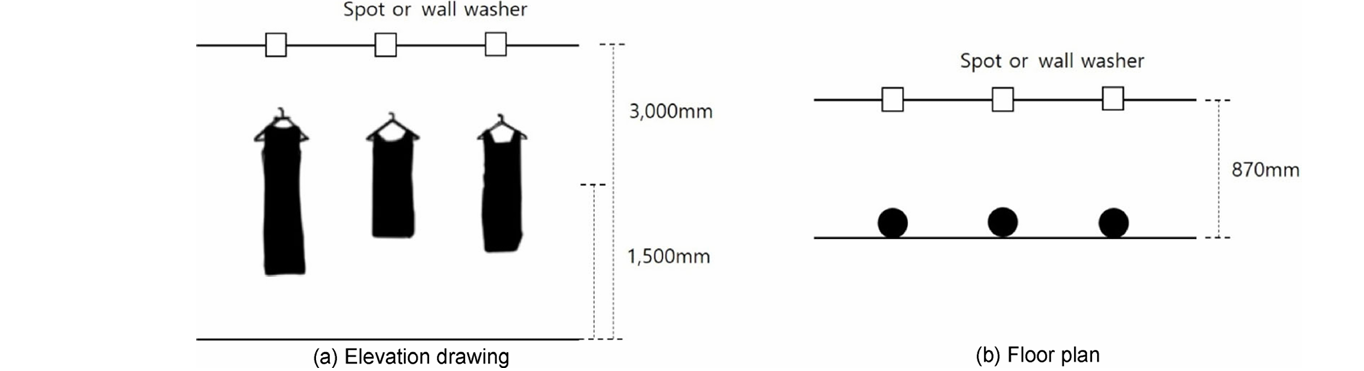 Spot or wall washer
3,000mm
1,500mm
(a) Elevation drawing
Spot or wall washer
870mm
(b) Floor plan